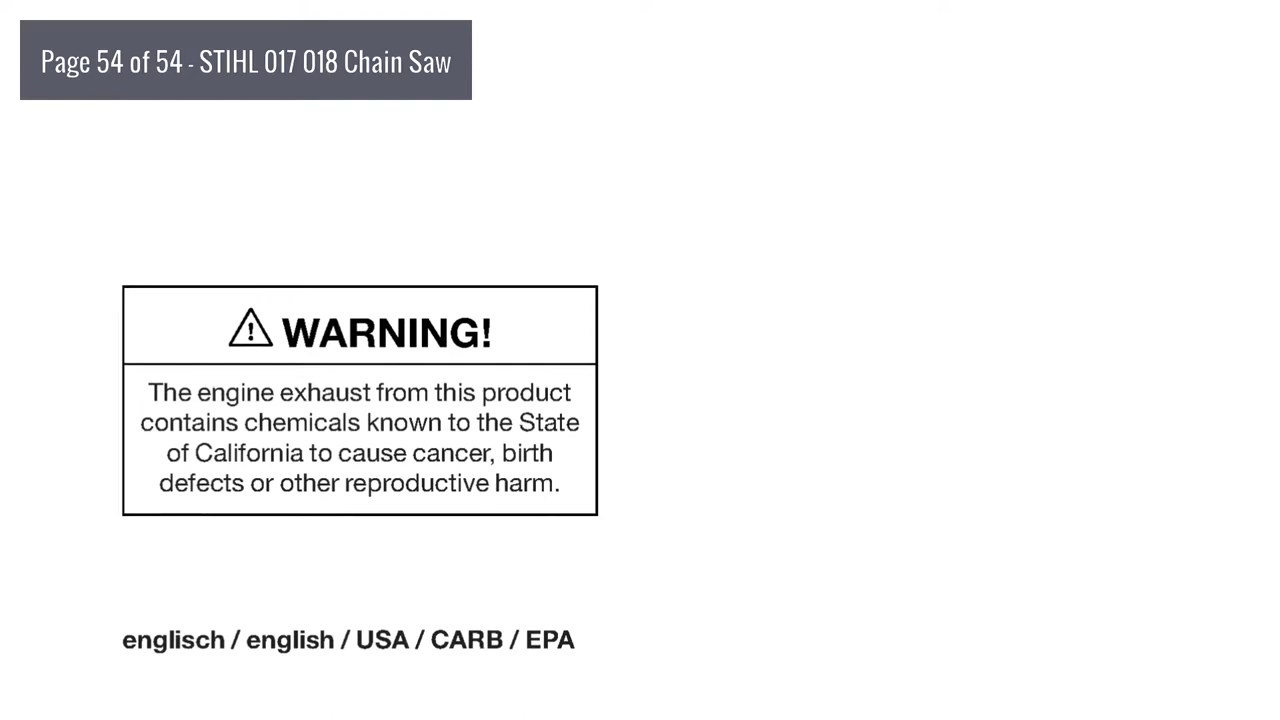 Page 54 of 54 - STIHL 017 018 Chain Saw
WARNING!
The engine exhaust from this product
contains chemicals known to the State
of California to cause cancer, birth
defects or other reproductive harm.
englisch / english / USA / CARB / EPA